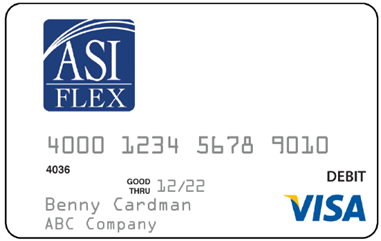 ASI
FLEX
4000 1234 5678 9010
4036
DEBIT
GOOD THRU 12/22
Benny Cardman
ABC Company
VISA